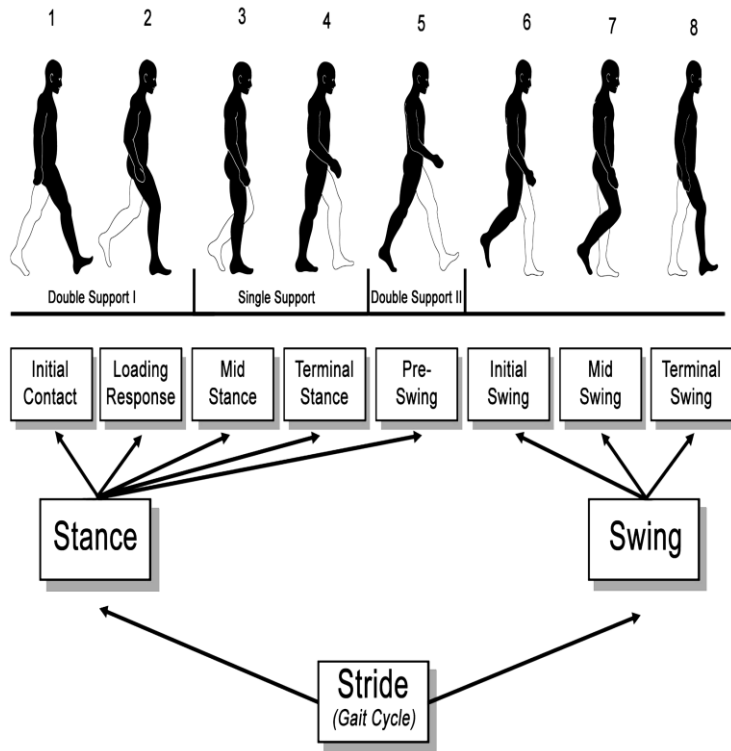 1 2 3 4 5 6 7 8
Double Support I Single Support Double Support II
Initial Contact
Loading Response
Mid Stance
Terminal Stance
Pre-Swing
Initial Swing
Mid Swing
Terminal Swing
Stance
Swing
Stride
(Gait Cycle)